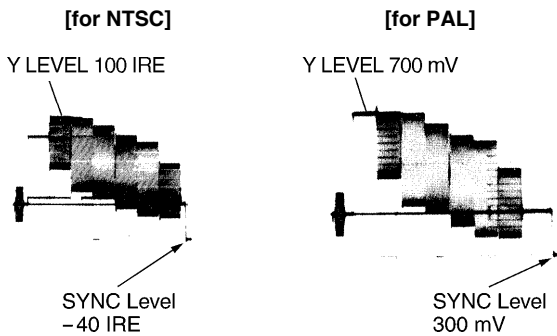 [for NTSC]
[for PAL]
Y LEVEL 100 IRE
Y LEVEL 700 mV
SYNC Level
–40 IRE
SYNC Level
300 mV